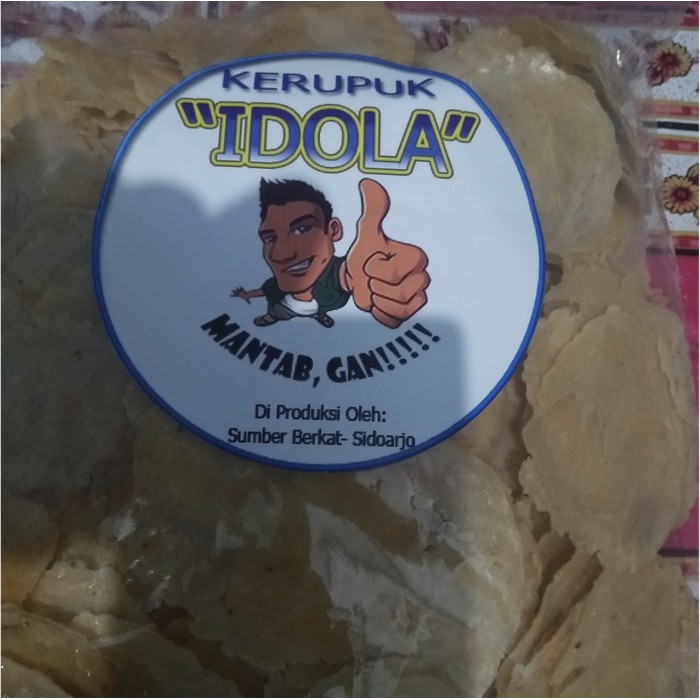 KERUPUK
"IDOLA"
MANTAB, GAN!!!!!
Di Produksi Oleh:
Sumber Berkat- Sidoarjo